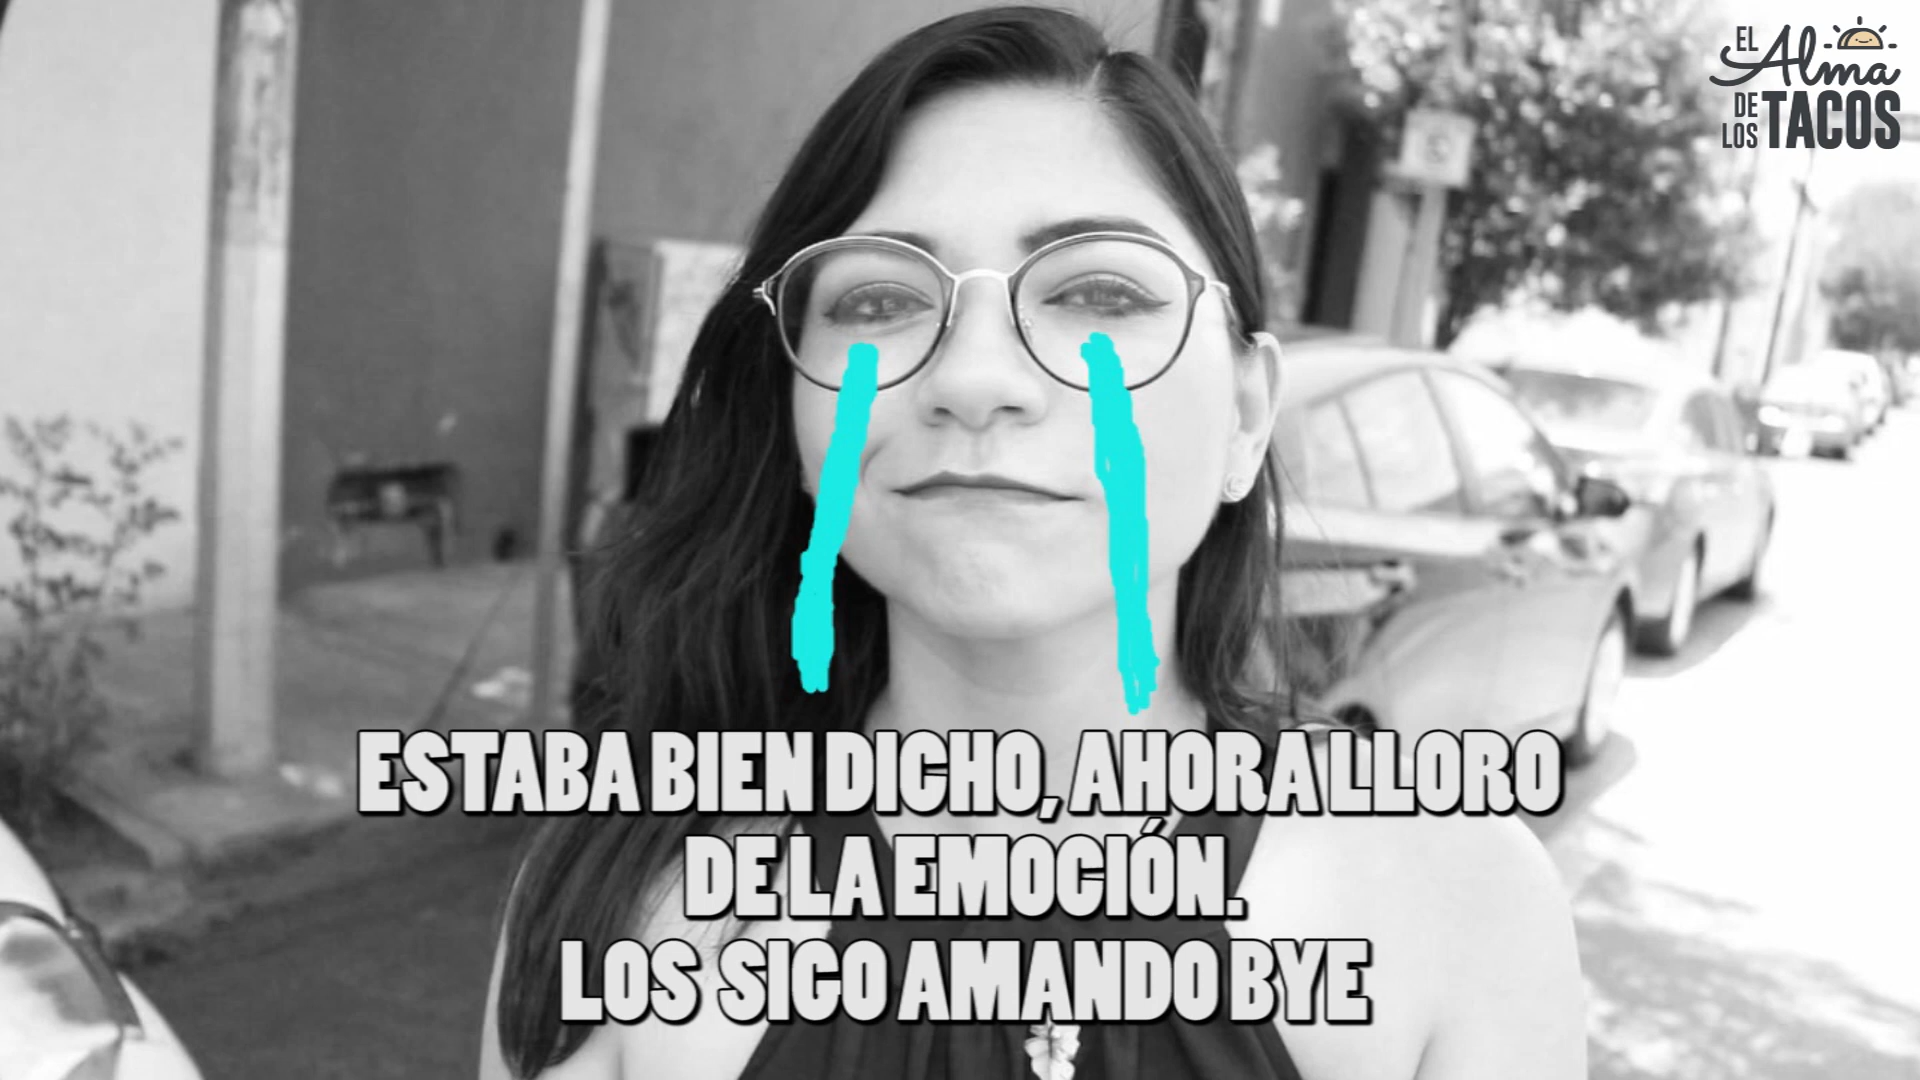 EL
Alma
DE
LOS TACOS
ESTABA BIEN DICHO, AHORA LLORO
DE LA EMOCIÓN.
LOS SIGO AMANDO BYE